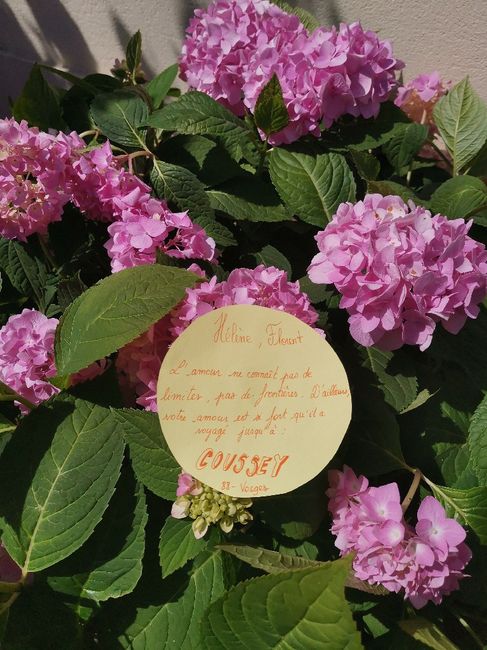 Hélène, Florent
L'amour ne connaît pas de
limites, pas de frontières. D'ailleurs,
votre amour est si fort qu'il a
voyagé jusqu'à :
COUSSEY
88 - Vosges